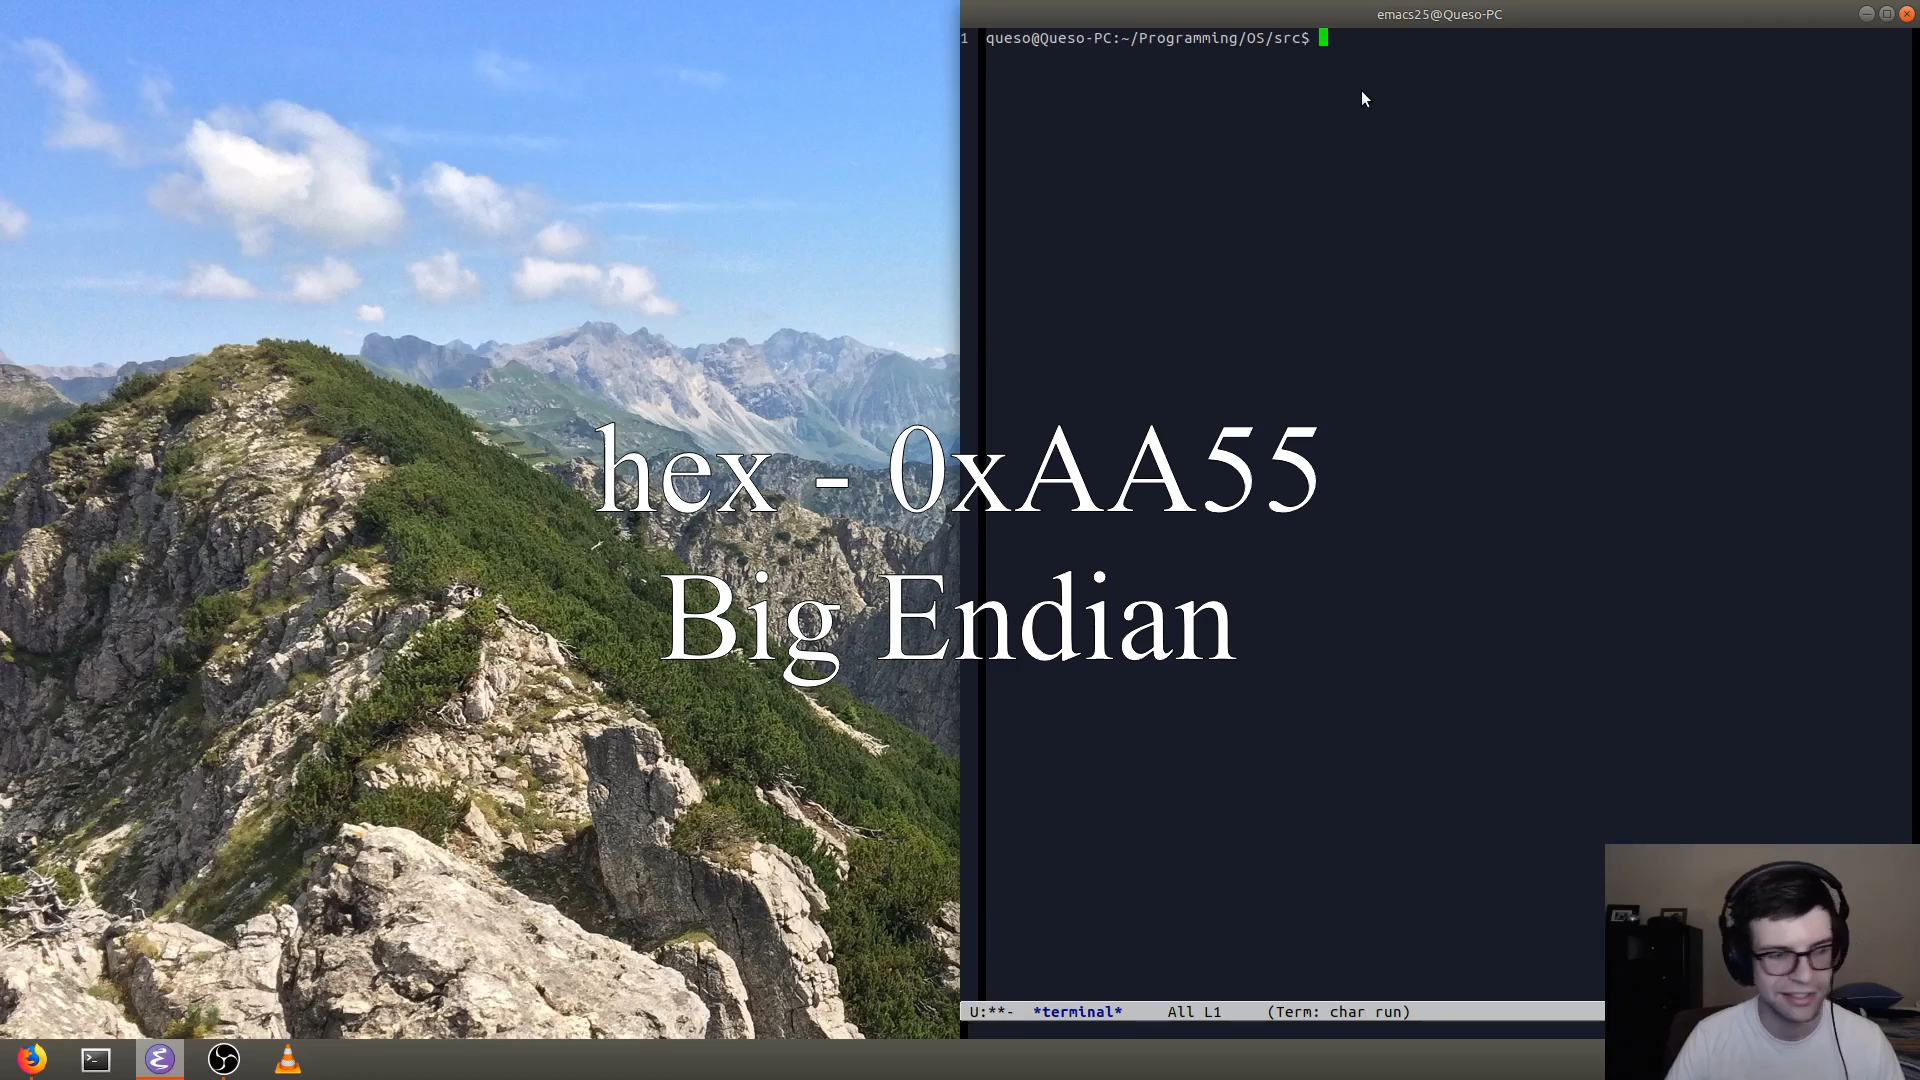 emacs25@Queso-PC
1 queso@Queso-PC:~/Programming/OS/src$
hex - 0xAA55
Big Endian
U:**-  *terminal*     All L1     (Term: char run)